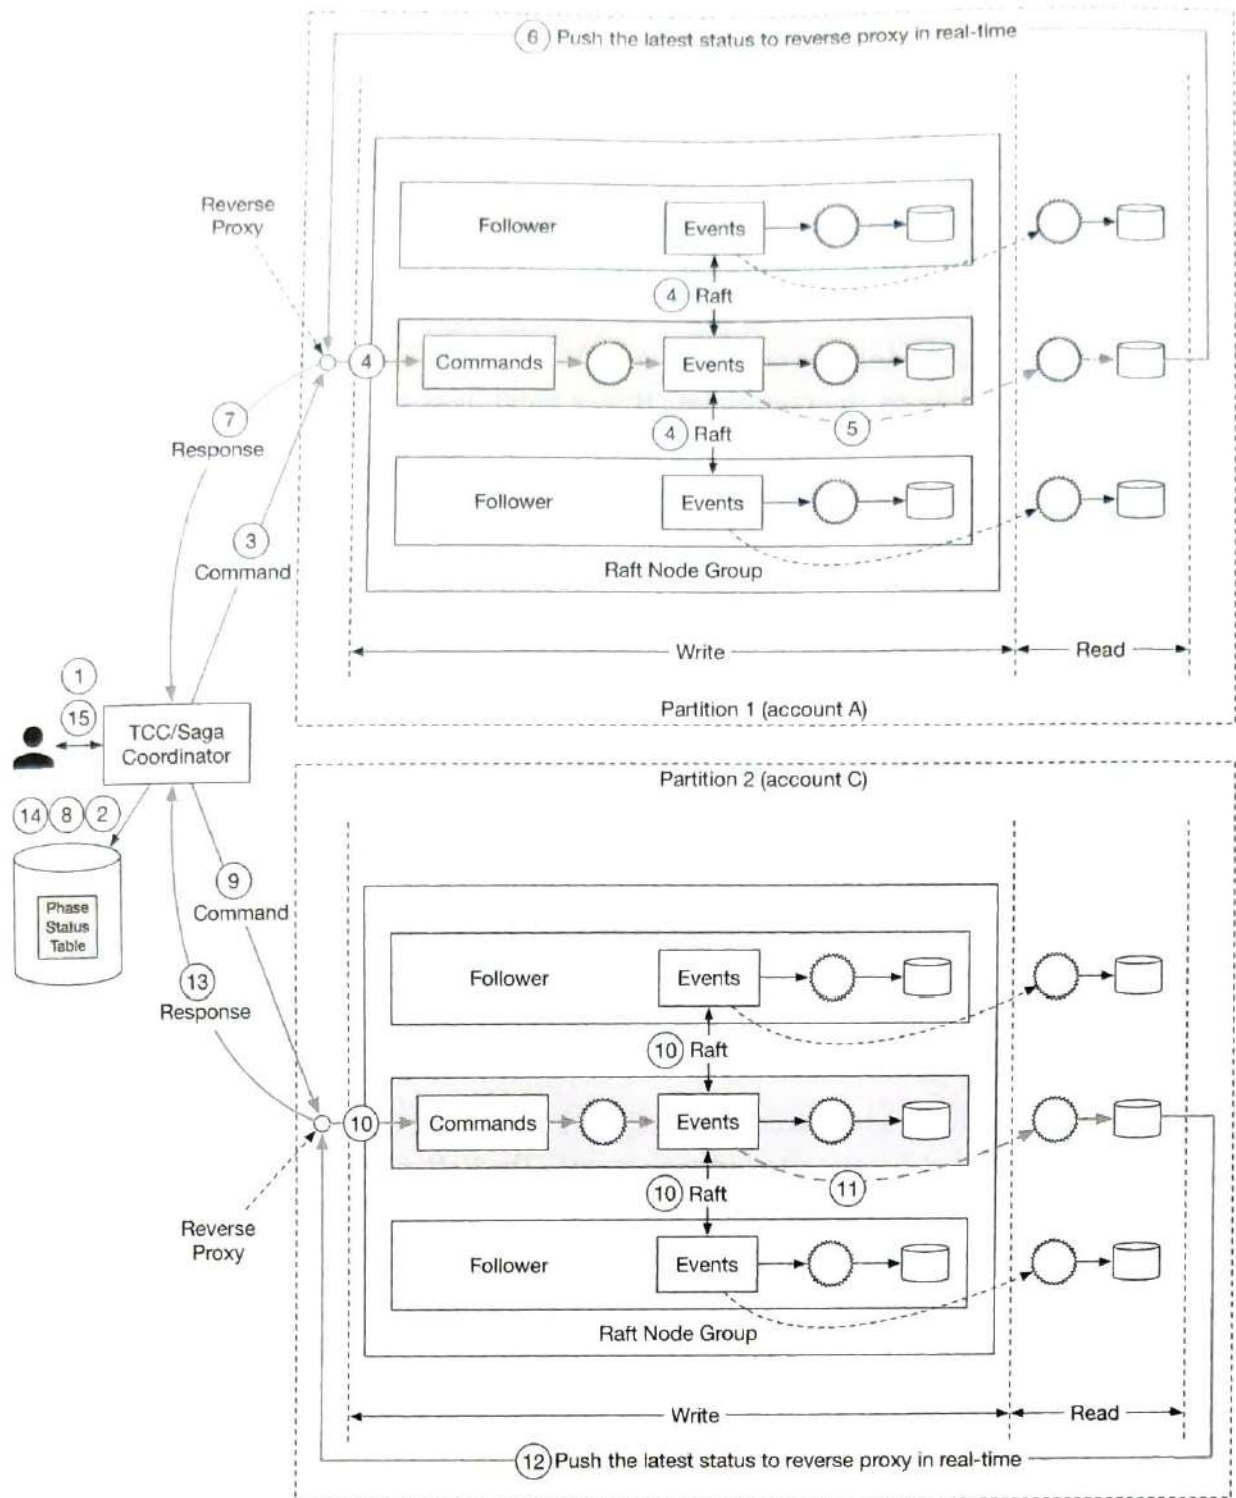 6 Push the latest status to reverse proxy in real-time
Reverse
Proxy
Follower
Events
4 Raft
4
Commands
Events
7
Response
4 Raft
5
Follower
Events
3
Command
Raft Node Group
Write
Read
1
15
Partition 1 (account A)
TCC/Saga
Coordinator
Partition 2 (account C)
14 8 2
9
Command
Phase
Status
Table
Follower
Events
13
Response
10 Raft
10
Commands
Events
10 Raft
11
Reverse
Proxy
Follower
Events
Raft Node Group
Write
Read
12 Push the latest status to reverse proxy in real-time